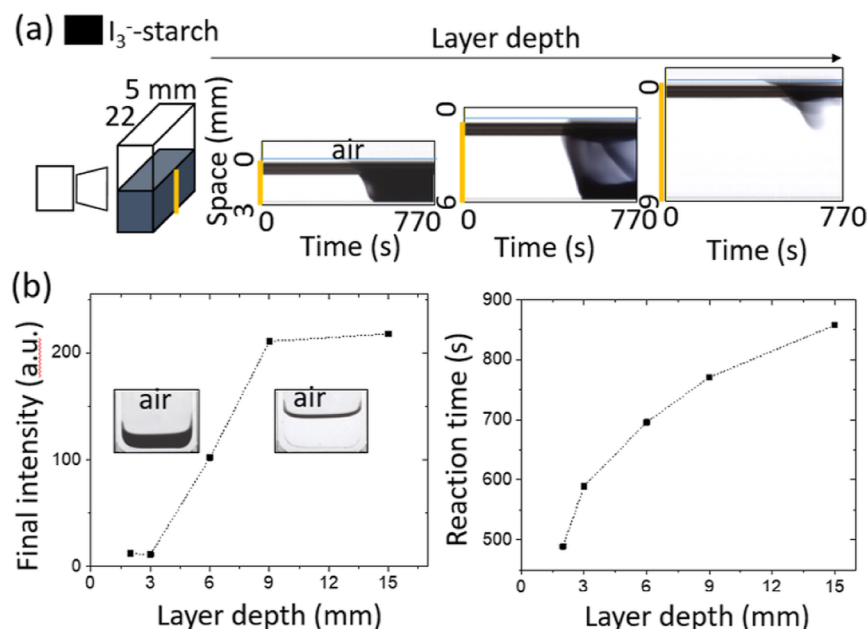 (a) I3⁻-starch
Layer depth
5 mm
22
Space (mm)
0
3
air
0 770
Time (s)
0
6
0 770
Time (s)
0
9
0 770
Time (s)
(b)
Final intensity (a.u.)
200
100
0
air
air
0 3 6 9 12 15
Layer depth (mm)
Reaction time (s)
900
800
700
600
500
0 3 6 9 12 15
Layer depth (mm)